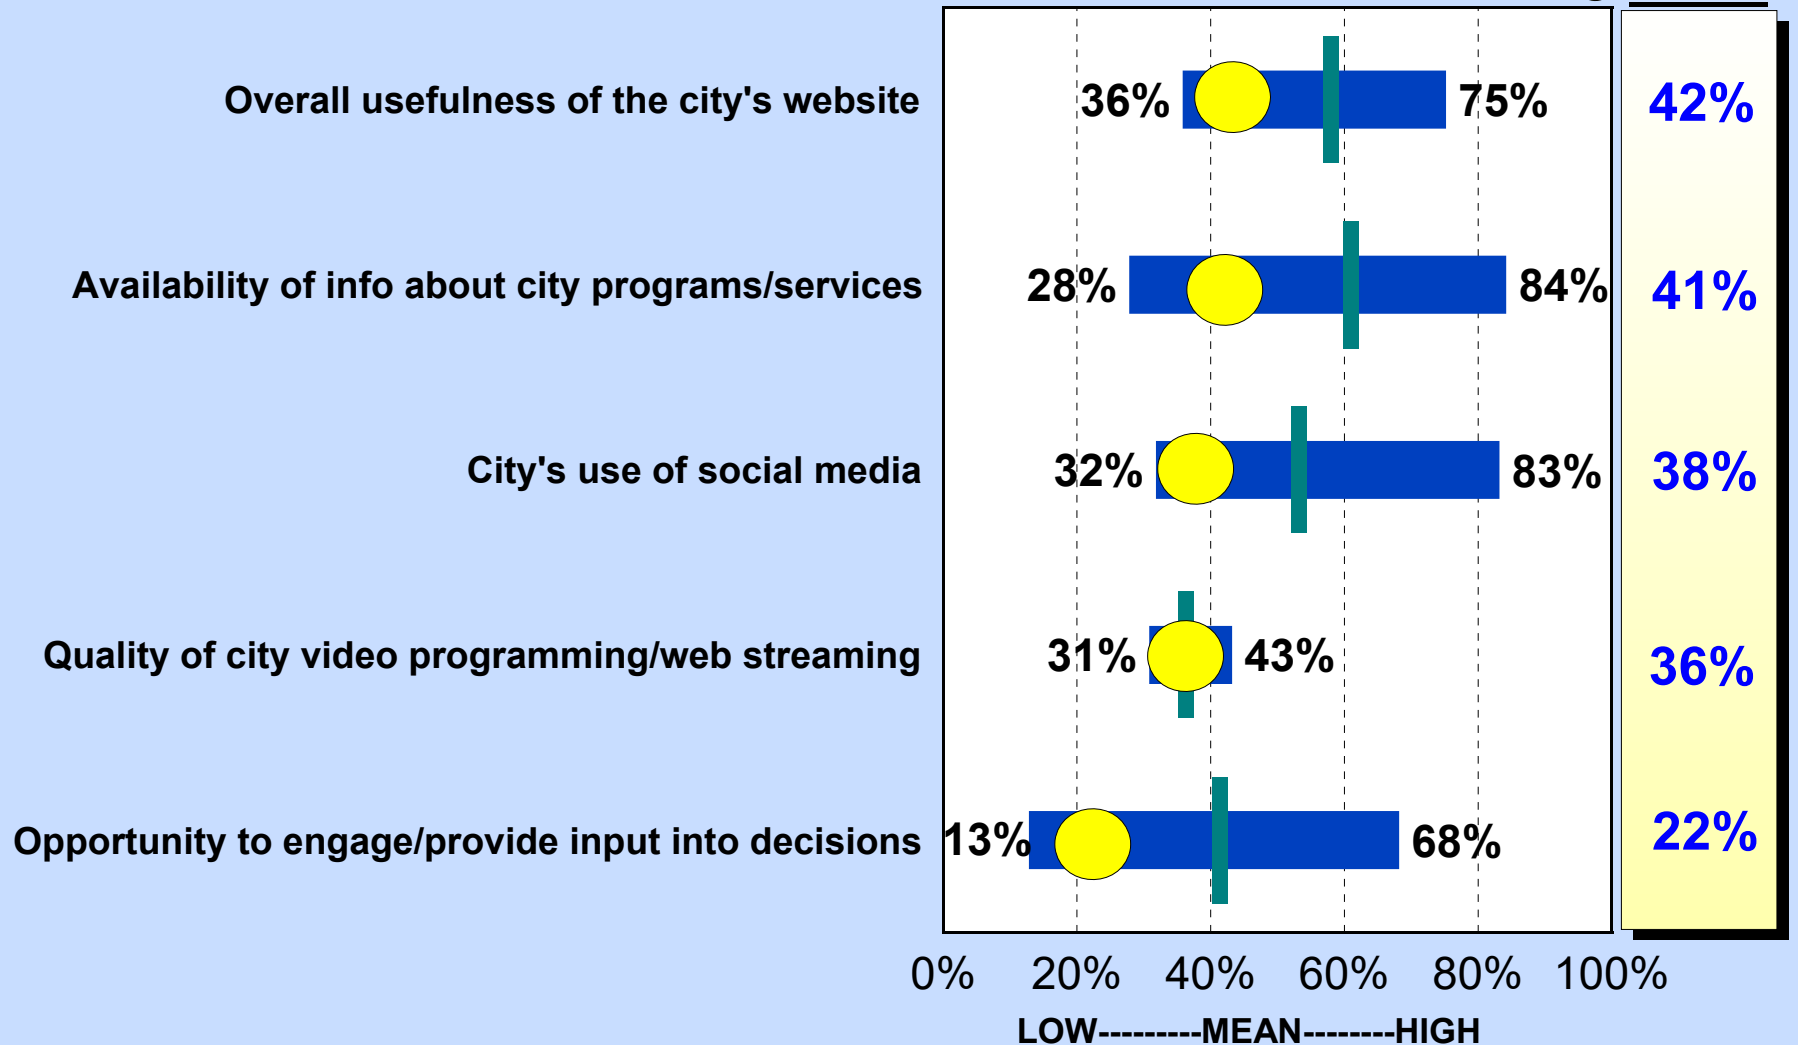 Overall usefulness of the city's website 36% 75% 42%
Availability of info about city programs/services 28% 84% 41%
City's use of social media 32% 83% 38%
Quality of city video programming/web streaming 31% 43% 36%
Opportunity to engage/provide input into decisions 13% 68% 22%
0% 20% 40% 60% 80% 100%
LOW---------MEAN--------HIGH